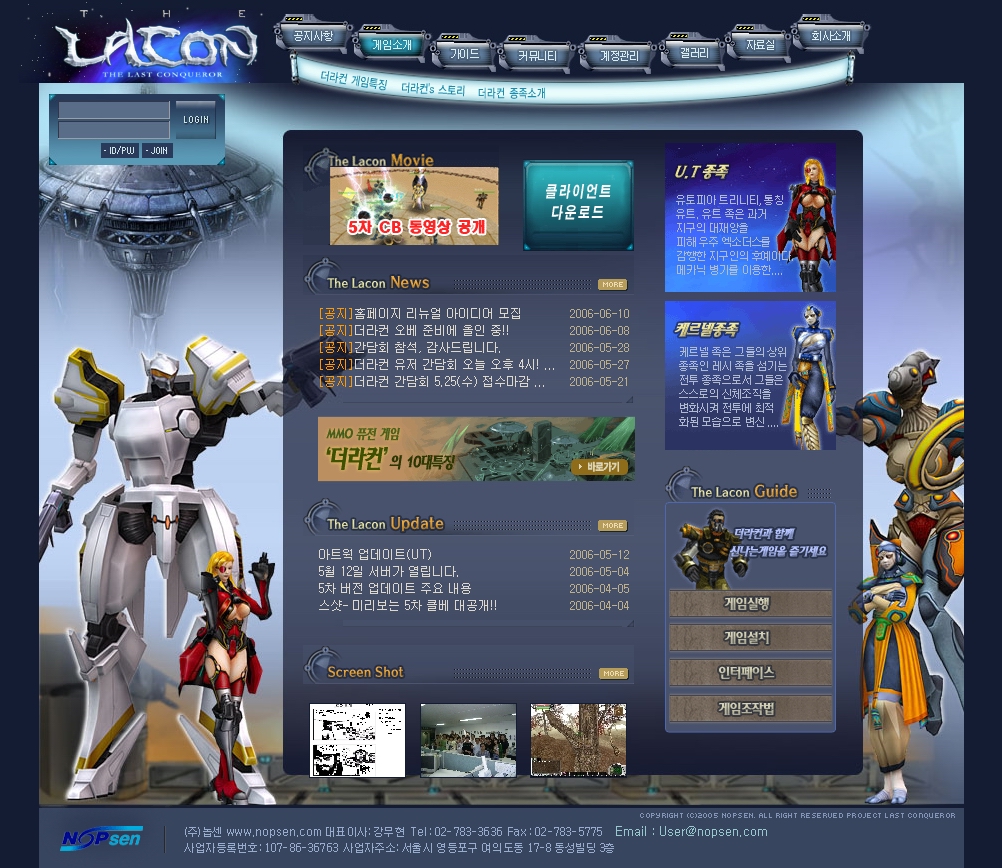 THE
LACON
THE LAST CONQUEROR
공지사항
게임소개
가이드
커뮤니티
계정관리
갤러리
자료실
회사소개
더라컨 게임특징
더라컨's 스토리
더라컨 종족소개
LOGIN
ID/PW
JOIN
The Lacon Movie
5차 CB 동영상 공개
클라이언트
다운로드
The Lacon News
MORE
[공지]홈페이지 리뉴얼 아이디어 모집 2006-06-10
[공지]더라컨 오베 준비에 올인 중!! 2006-06-08
[공지]간담회 참석, 감사드립니다. 2006-05-28
[공지]더라컨 유저 간담회 오늘 오후 4시! ... 2006-05-27
[공지]더라컨 간담회 5.25(수) 접수마감 ... 2006-05-21
MMO 퓨전 게임
'더라컨'의 10대특징
바로가기
The Lacon Update
MORE
아트웍 업데이트(UT) 2006-05-12
5월 12일 서버가 열립니다. 2006-05-04
5차 버전 업데이트 주요 내용 2006-04-05
스샷- 미리보는 5차 클베 대공개!! 2006-04-04
Screen Shot
MORE
U.T 종족
유토피아 트리니티, 통칭
유트, 유트 족은 과거
지구의 대재앙을
피해 우주 엑소더스를
감행한 지구인의 후예이다
메카닉 병기를 이용한....
케르넬종족
케르넬 족은 그들의 상위
종족인 레시 족을 섬기는
전투 종족으로서 그들은
스스로의 신체조직을
변화시켜 전투에 최적
화된 모습으로 변신 ....
The Lacon Guide
더라컨과 함께
신나는게임을 즐기세요
게임실행
게임설치
인터페이스
게임조작법
COPYRIGHT (C)2005 NOPSEN. ALL RIGHT RESERVED PROJECT LAST CONQUEROR
NOPsen
(주)놉센 www.nopsen.com 대표이사:강무현 Tel:02-783-3636 Fax:02-783-5775 Email : User@nopsen.com
사업자등록번호:107-86-36763 사업자주소:서울시 영등포구 여의도동 17-8 동성빌딩 3층